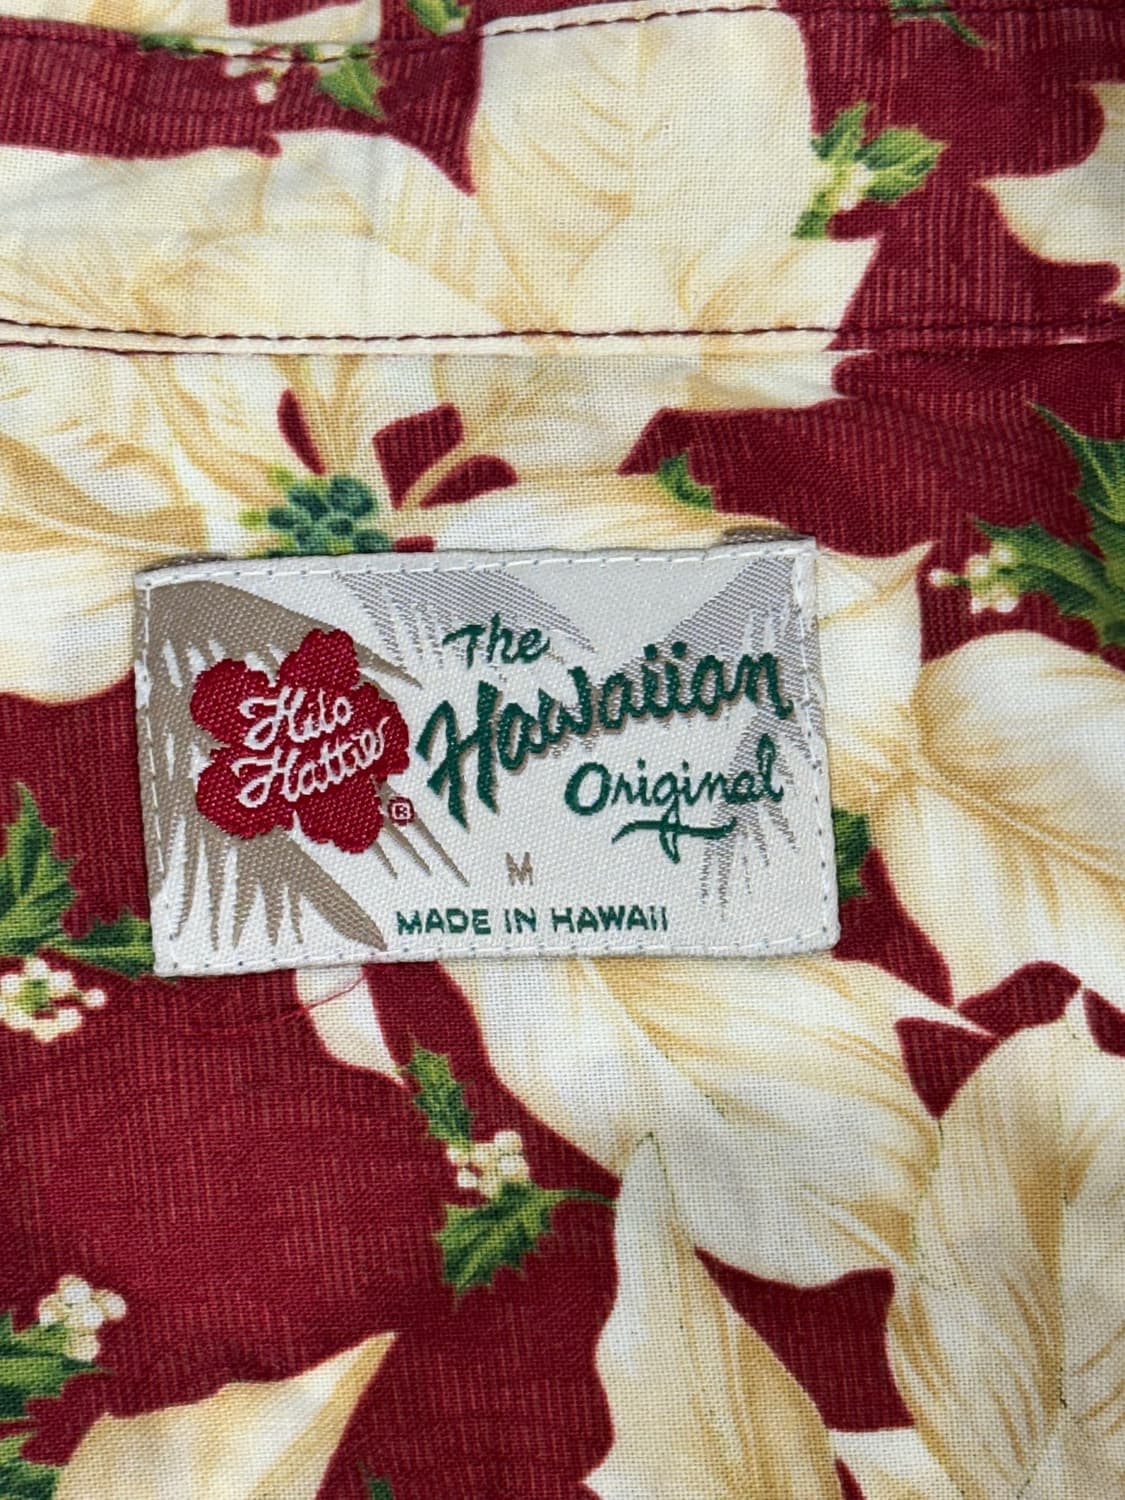 Hilo
Hattie
®
The
Hawaiian
Original
M
MADE IN HAWAII